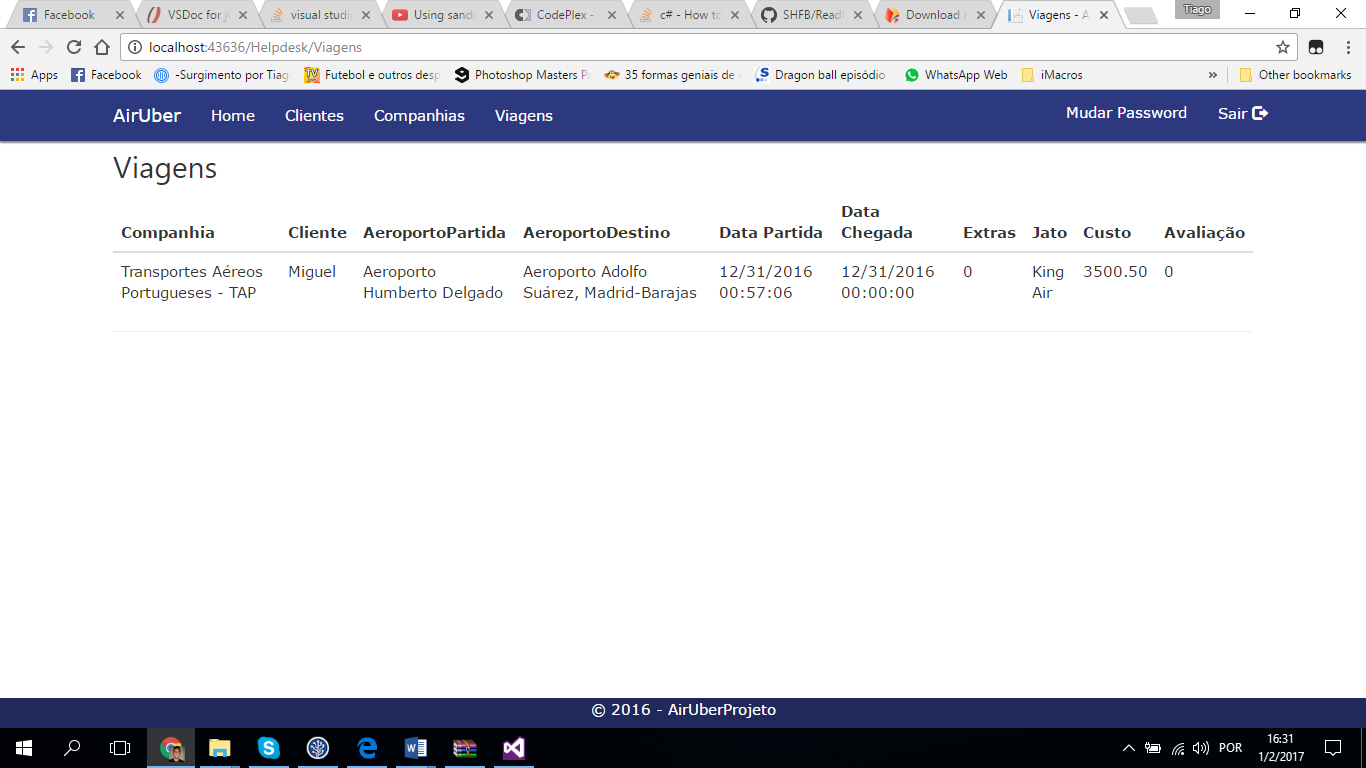 Facebook
VSDoc for j
visual studi
Using sand
CodePlex -
c# - How to
SHFB/Readl
Download
Viagens - A
Tiago
localhost:43636/Helpdesk/Viagens
Apps
Facebook
-Surgimento por Tiag
Futebol e outros desp
Photoshop Masters Pa
35 formas geniais de
Dragon ball episódio
WhatsApp Web
iMacros
»
Other bookmarks
AirUber
Home
Clientes
Companhias
Viagens
Mudar Password
Sair
Viagens
Companhia
Cliente
AeroportoPartida
AeroportoDestino
Data Partida
Data
Chegada
Extras
Jato
Custo
Avaliação
Transportes Aéreos
Portugueses - TAP
Miguel
Aeroporto
Humberto Delgado
Aeroporto Adolfo
Suárez, Madrid-Barajas
12/31/2016
00:57:06
12/31/2016
00:00:00
0
King
Air
3500.50
0
© 2016 - AirUberProjeto
POR
16:31
1/2/2017